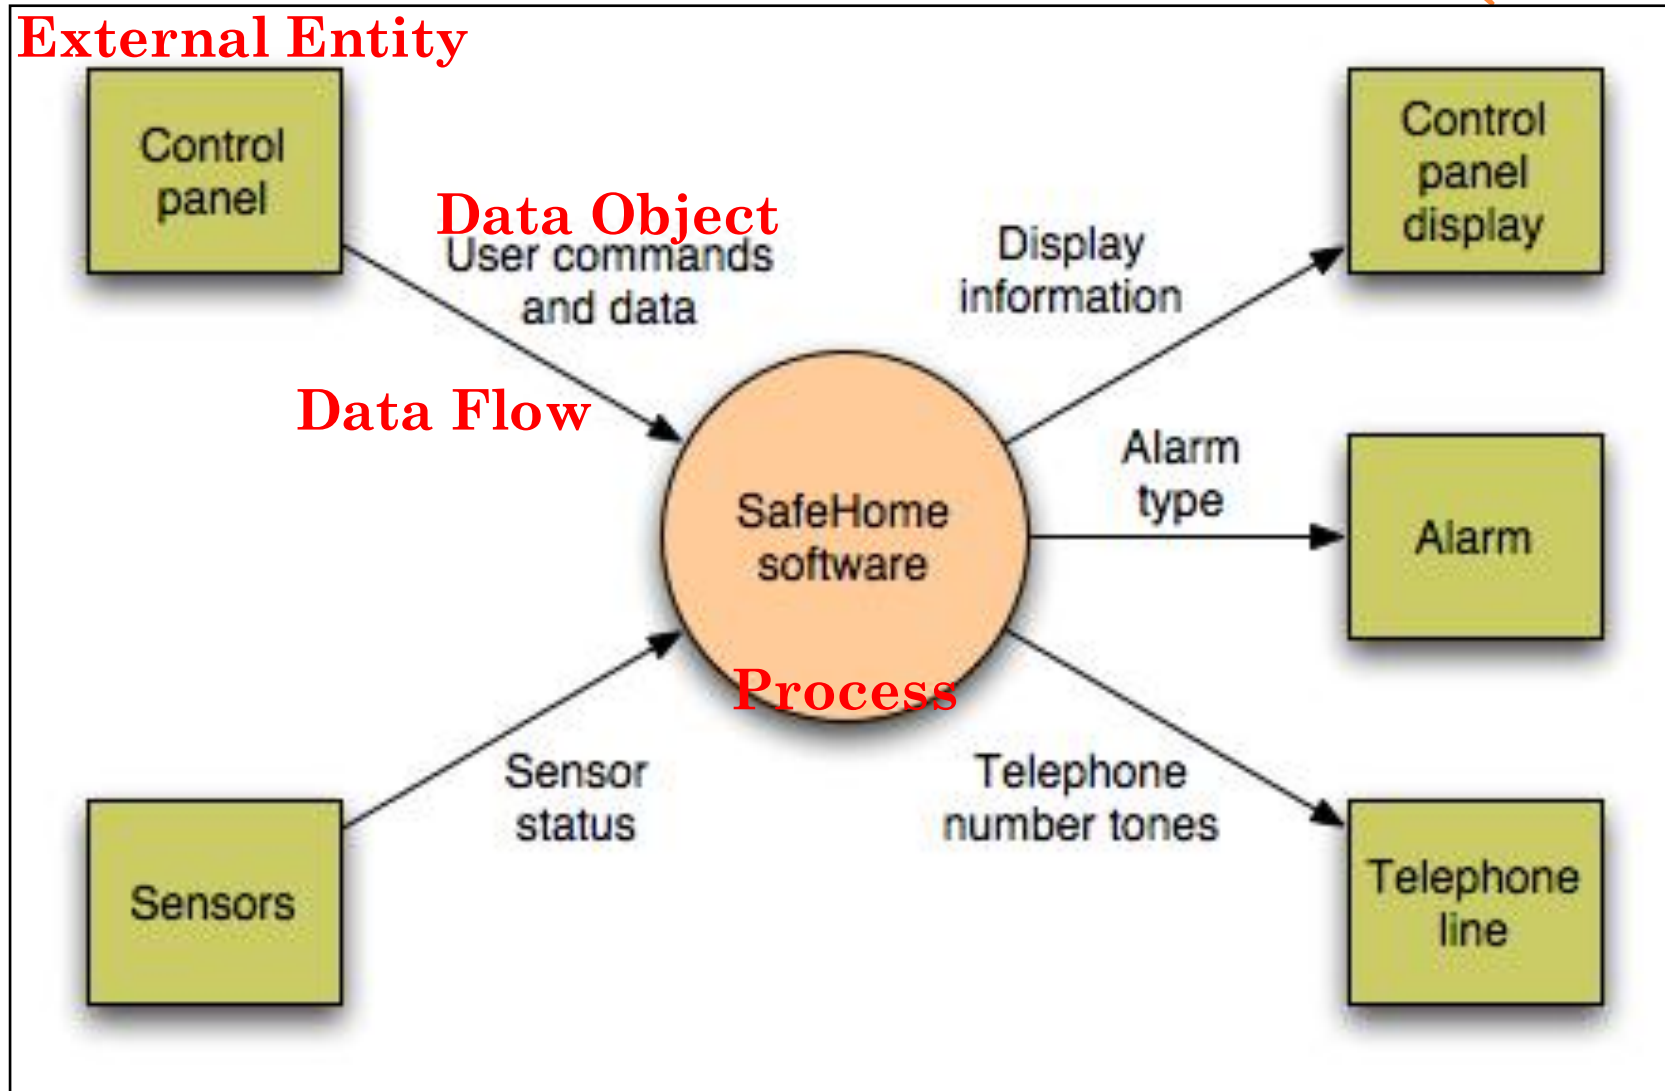 External Entity
Control
panel
Data Object
User commands
and data
Data Flow
Display
information
Control
panel
display
SafeHome
software
Process
Alarm
type
Alarm
Sensor
status
Sensors
Telephone
number tones
Telephone
line